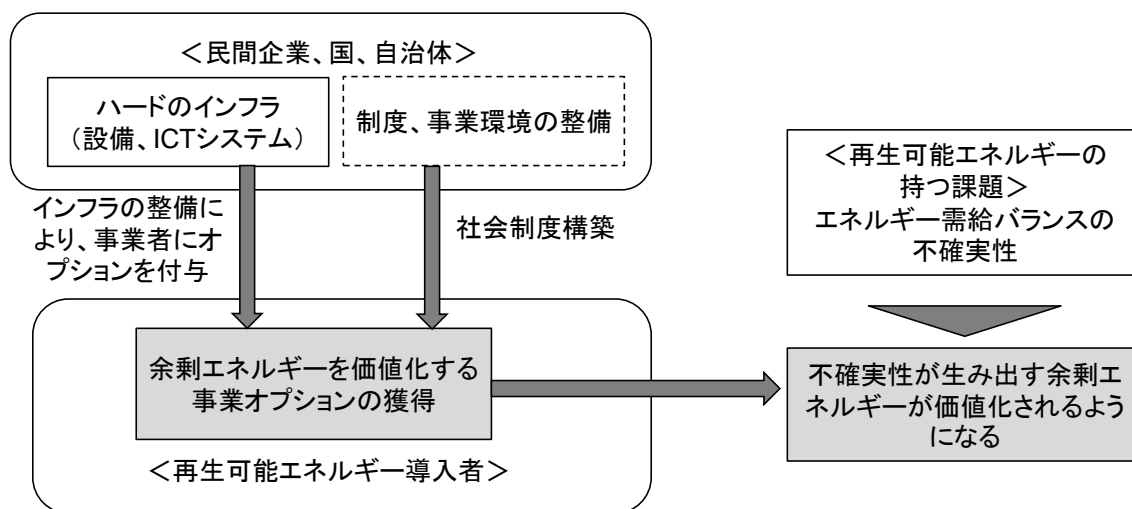 ＜民間企業、国、自治体＞
ハードのインフラ
（設備、ICTシステム）
制度、事業環境の整備
インフラの整備に
より、事業者にオ
プションを付与
社会制度構築
＜再生可能エネルギーの
持つ課題＞
エネルギー需給バランスの
不確実性
余剰エネルギーを価値化する
事業オプションの獲得
＜再生可能エネルギー導入者＞
不確実性が生み出す余剰エ
ネルギーが価値化されるよう
になる